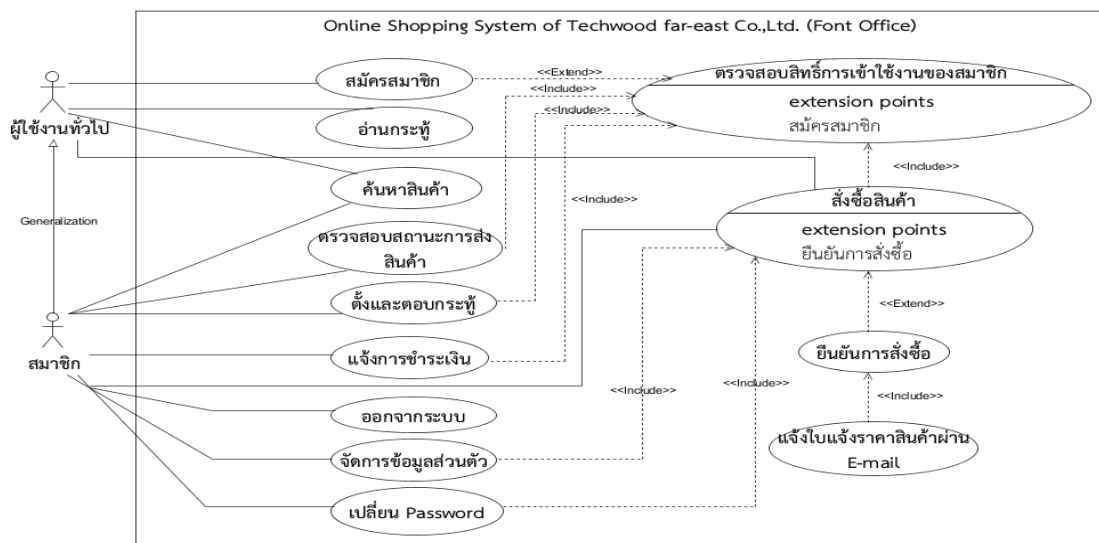 Online Shopping System of Techwood far-east Co.,Ltd. (Font Office)
สมัครสมาชิก
<<Extend>>
ตรวจสอบสิทธิ์การเข้าใช้งานของสมาชิก
<<Include>>
extension points
<<Include>>
สมัครสมาชิก
ผู้ใช้งานทั่วไป
อ่านกระทู้
<<Include>>
ค้นหาสินค้า
<<Include>>
สั่งซื้อสินค้า
Generalization
ตรวจสอบสถานะการส่ง
สินค้า
extension points
ยืนยันการสั่งซื้อ
ตั้งและตอบกระทู้
<<Extend>>
สมาชิก
แจ้งการชำระเงิน
ยืนยันการสั่งซื้อ
<<Include>>
<<Include>>
<<Include>>
ออกจากระบบ
แจ้งใบแจ้งราคาสินค้าผ่าน
E-mail
จัดการข้อมูลส่วนตัว
เปลี่ยน Password